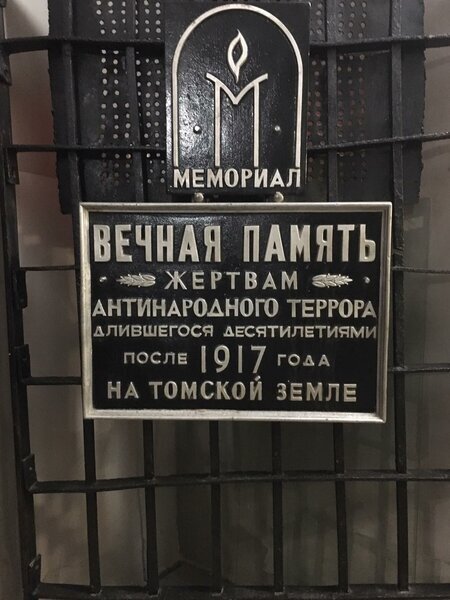 М
МЕМОРИАЛ
ВЕЧНАЯ ПАМЯТЬ
ЖЕРТВАМ
АНТИНАРОДНОГО ТЕРРОРА
ДЛИВШЕГОСЯ ДЕСЯТИЛЕТИЯМИ
ПОСЛЕ 1917 ГОДА
НА ТОМСКОЙ ЗЕМЛЕ